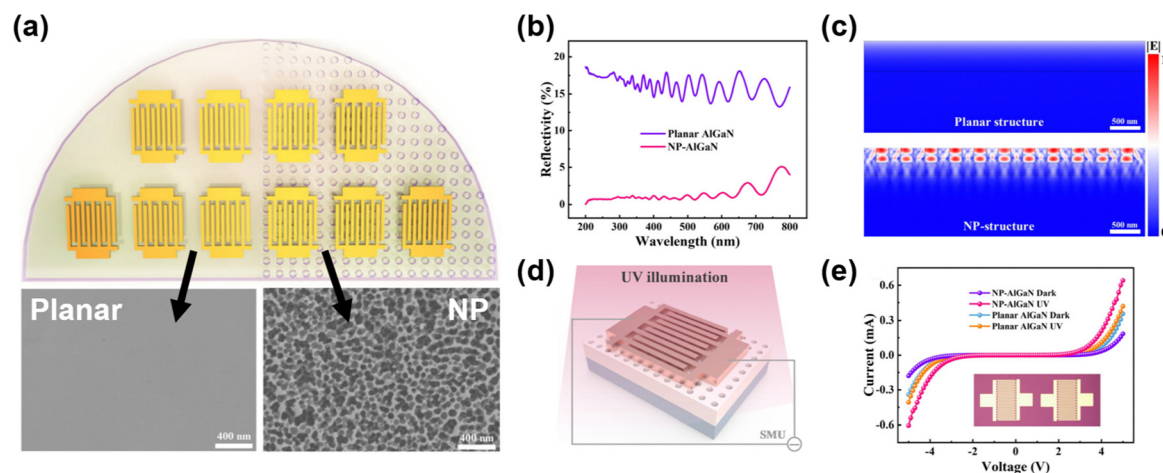 (a)
Planar
400 nm
NP
400 nm
(b)
Reflectivity (%)
20
15
10
5
0
Planar AlGaN
NP-AlGaN
200 300 400 500 600 700 800
Wavelength (nm)
(c)
|E|
Planar structure
500 nm
NP-structure
500 nm
(d)
UV illumination
SMU
(e)
Current (mA)
0.6
0.3
0.0
-0.3
-0.6
NP-AlGaN Dark
NP-AlGaN UV
Planar AlGaN Dark
Planar AlGaN UV
-4 -2 0 2 4
Voltage (V)